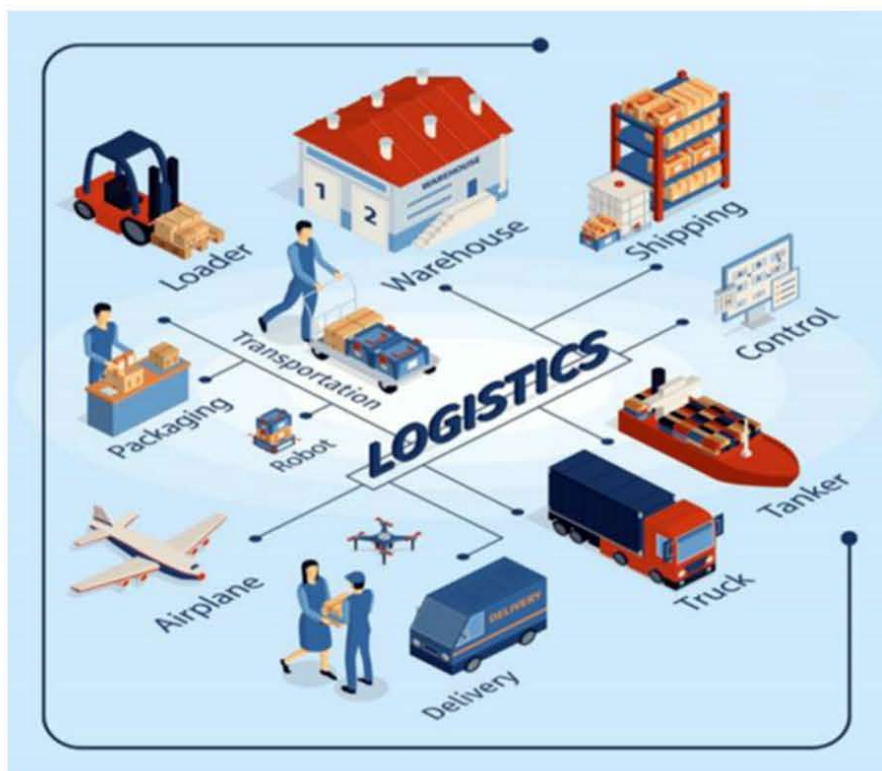 WAREHOUSE
1
2
Loader
Warehouse
Shipping
Transportation
Control
Packaging
Robot
LOGISTICS
Tanker
Airplane
Truck
DELIVERY
Delivery